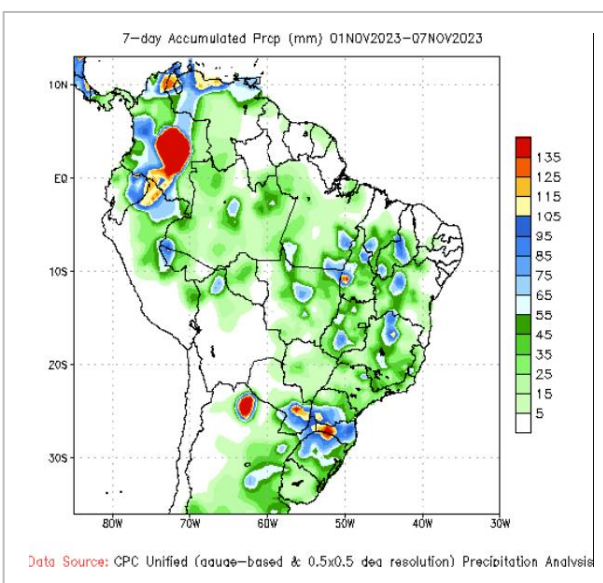 7-day Accumulated Prcp (mm) 01NOV2023-07NOV2023
10N
EQ
10S
20S
30S
80W 70W 60W 50W 40W 30W
135
125
115
105
95
85
75
65
55
45
35
25
15
5
Data Source: CPC Unified (gauge-based & 0.5x0.5 deg resolution) Precipitation Analysis